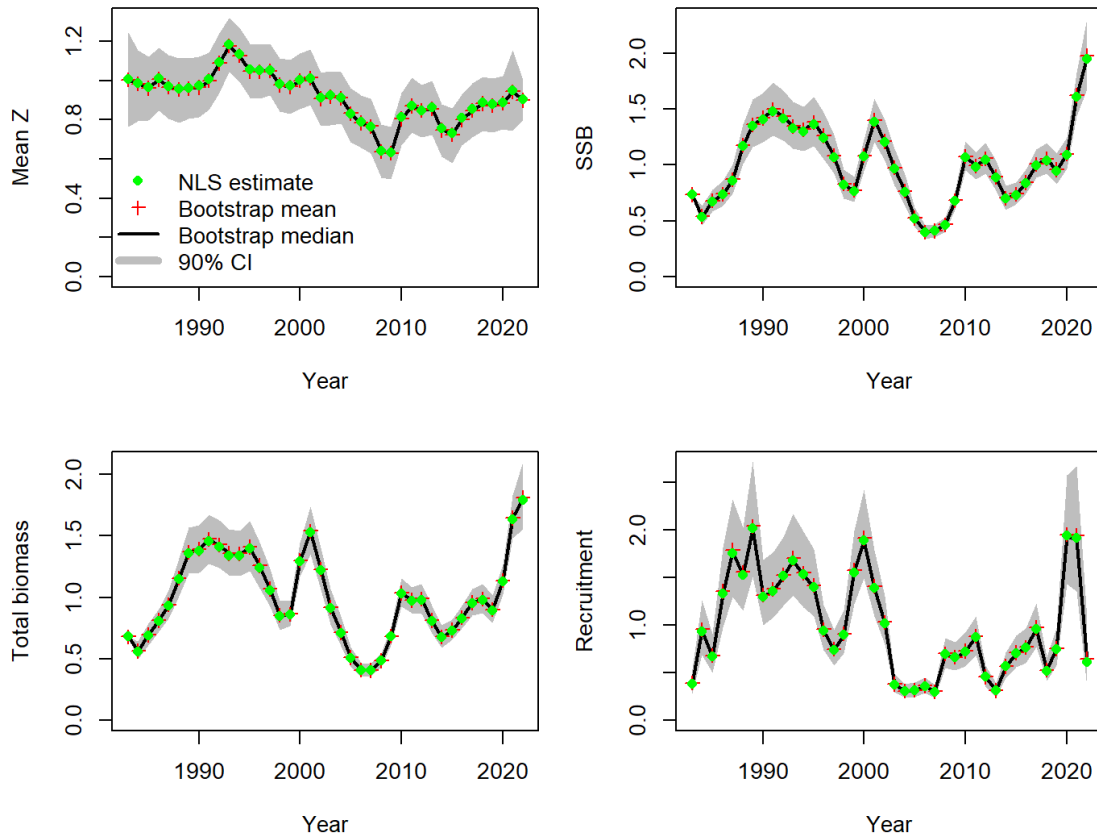 Mean Z
0.0 0.4 0.8 1.2
NLS estimate
Bootstrap mean
Bootstrap median
90% CI
1990 2000 2010 2020
Year
SSB
0.0 0.5 1.0 1.5 2.0
1990 2000 2010 2020
Year
Total biomass
0.0 0.5 1.0 1.5 2.0
1990 2000 2010 2020
Year
Recruitment
0.0 1.0 2.0
1990 2000 2010 2020
Year